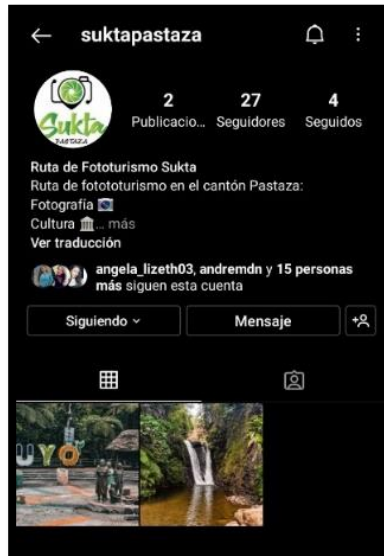 suktapastaza
2 27 4
Publicacio... Seguidores Seguidos
Sukta
PASTAZA
Ruta de Fototurismo Sukta
Ruta de fotototurismo en el cantón Pastaza:
Fotografía 📷
Cultura 🏛... más
Ver traducción
angela_lizeth03, andremdn y 15 personas
más siguen esta cuenta
Siguiendo Mensaje
UYO